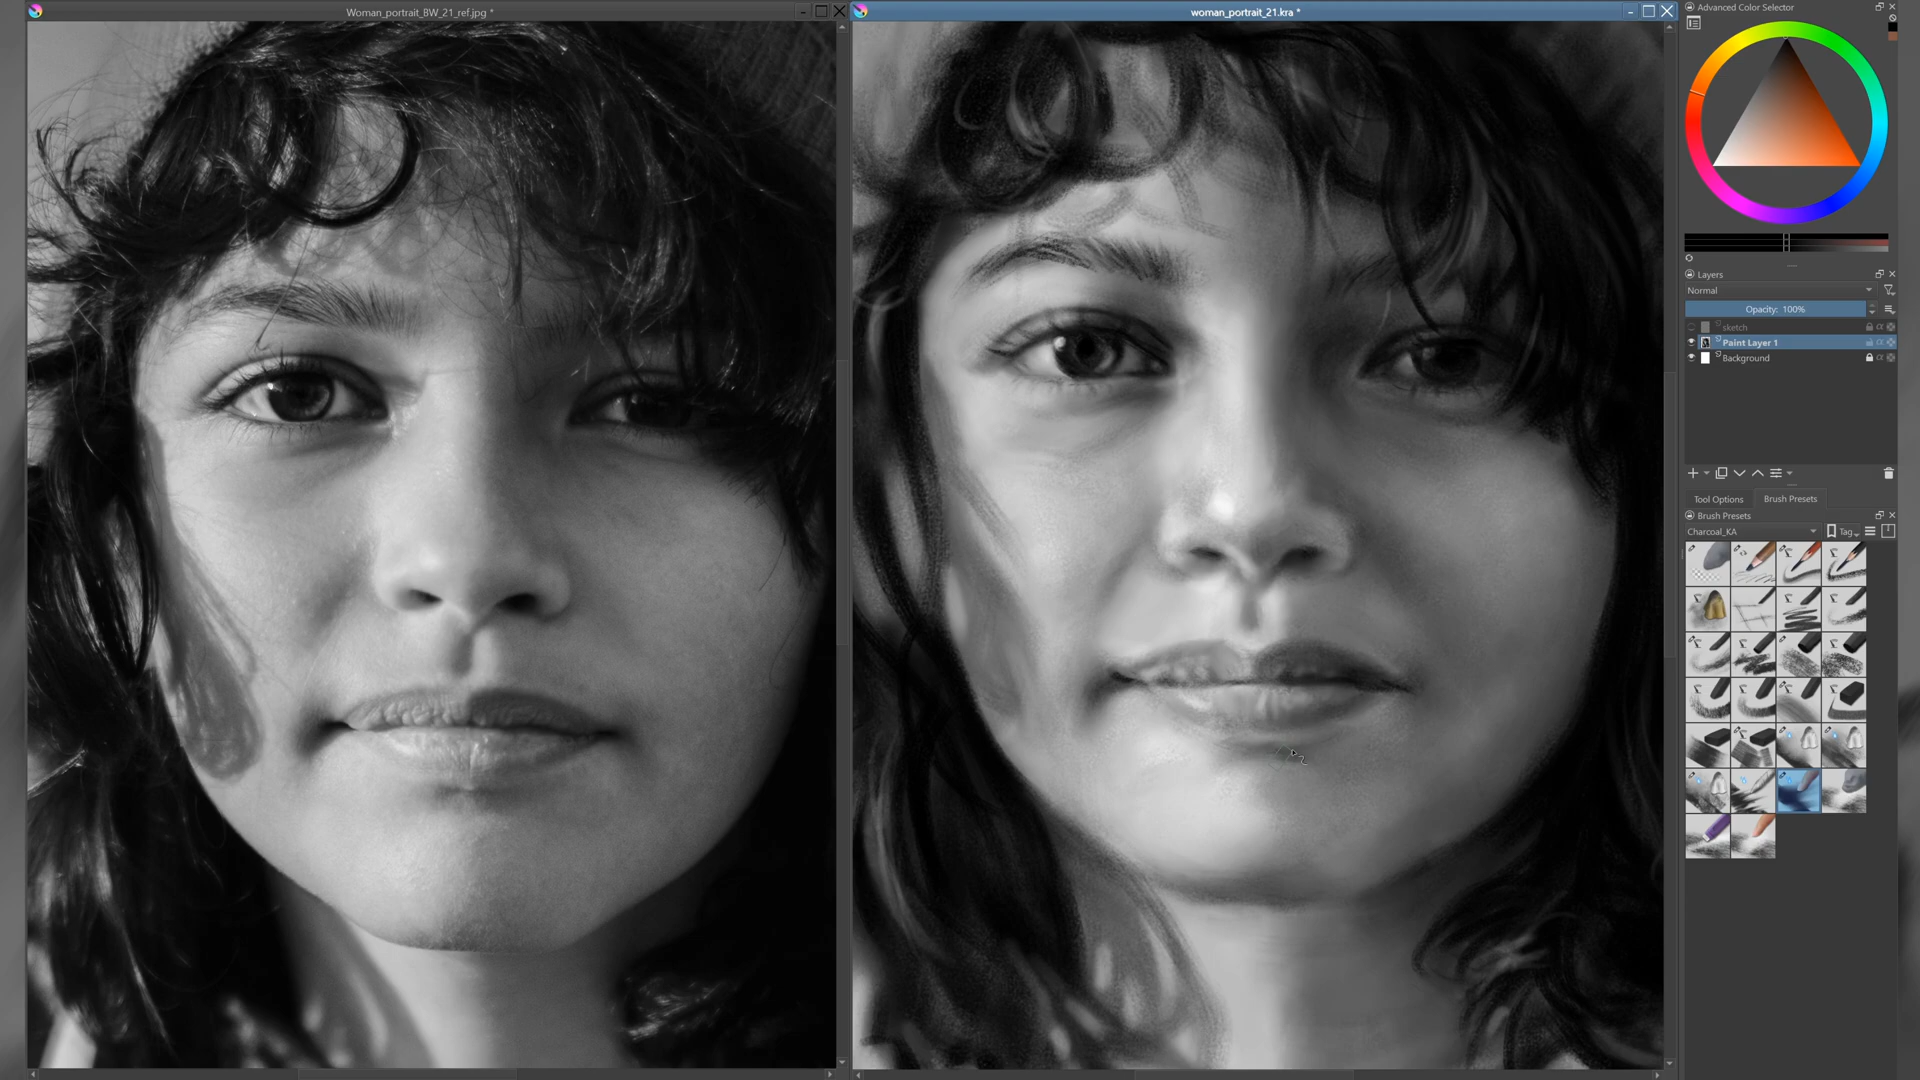 Woman_portrait_BW_21_ref.jpg *
woman_portrait_21.kra *
Advanced Color Selector
Layers
Normal
Opacity: 100%
sketch
Paint Layer 1
Background
Tool Options
Brush Presets
Brush Presets
Charcoal_KA
Tag